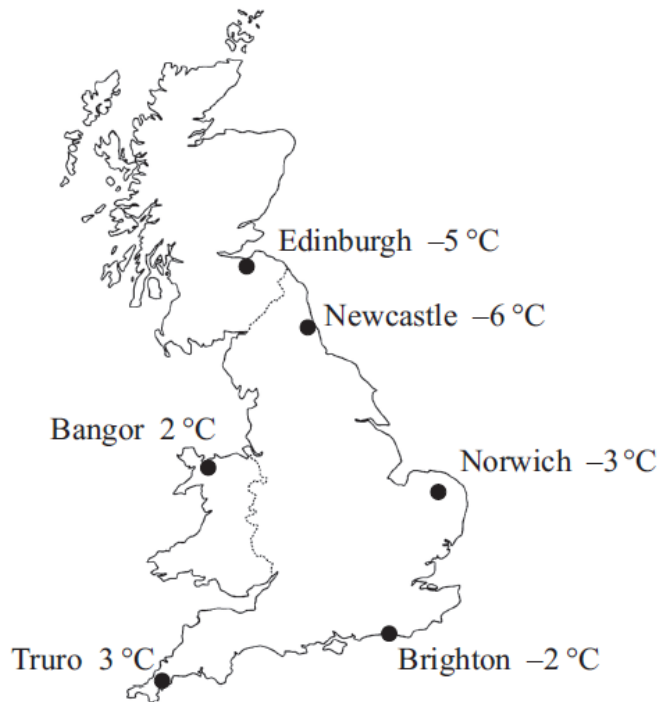 Edinburgh –5 °C
Newcastle –6 °C
Bangor 2 °C
Norwich –3 °C
Truro 3 °C
Brighton –2 °C